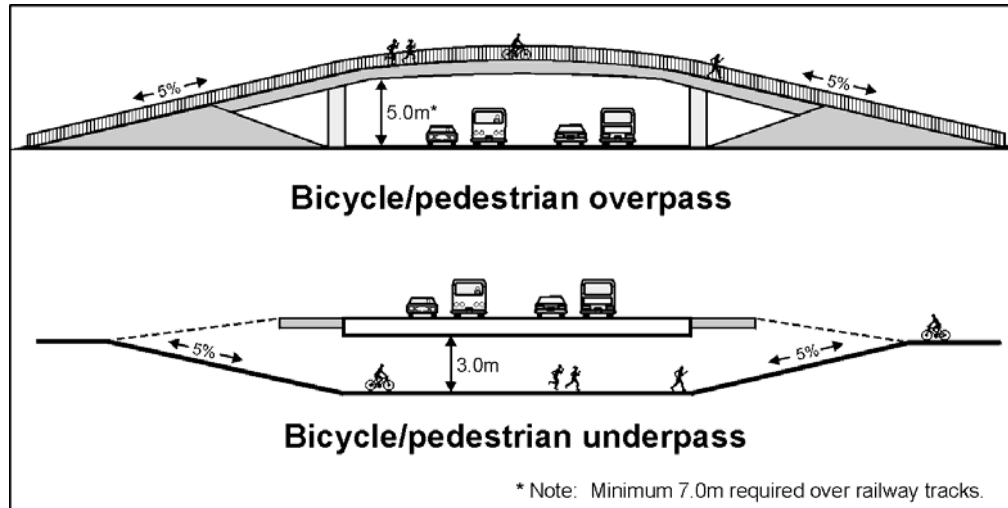 5%
5%
5.0m*
Bicycle/pedestrian overpass
5%
5%
3.0m
Bicycle/pedestrian underpass
* Note: Minimum 7.0m required over railway tracks.